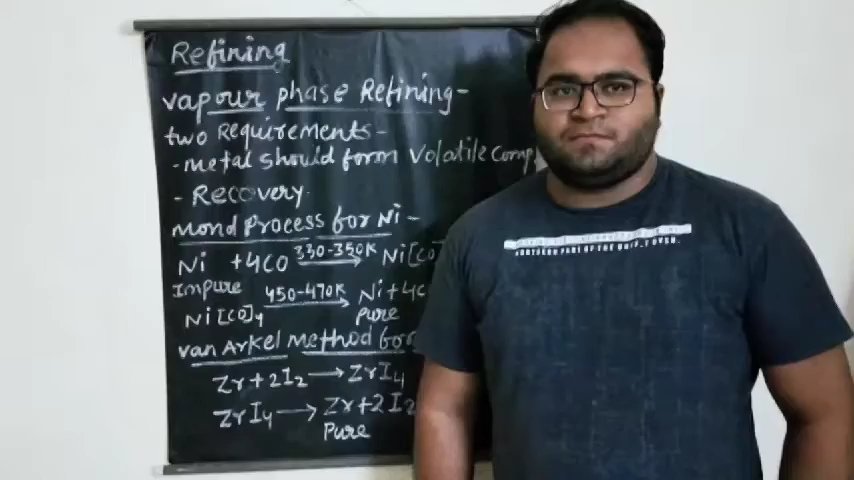 Refining
vapour phase Refining-
two Requirements-
- metal should form volatile comp
- Recovery.
mond process for Ni -
Ni + 4CO 330-350K Ni[CO
Impure
Ni[CO]4 450-470K Ni + 4C
pure
van Arkel method for
Zr + 2I2 → ZrI4
ZrI4 → Zr + 2I2
Pure